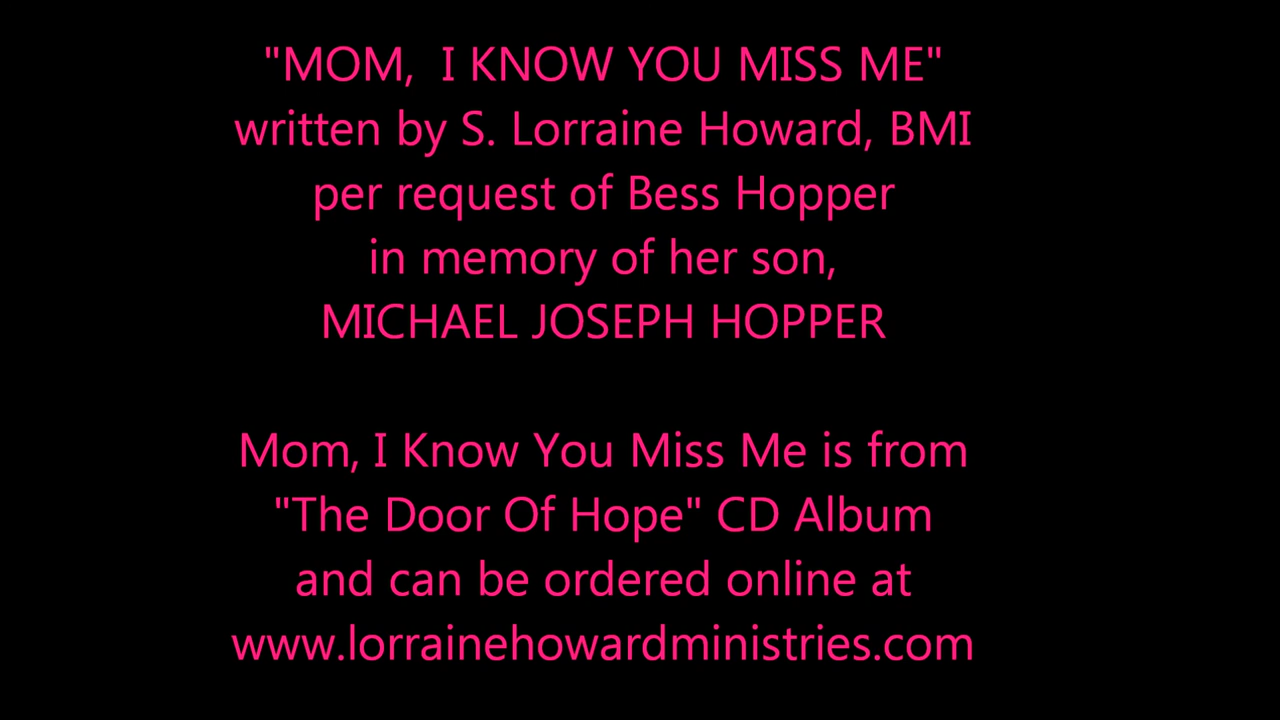 "MOM,  I KNOW YOU MISS ME"
written by S. Lorraine Howard, BMI
per request of Bess Hopper
in memory of her son,
MICHAEL JOSEPH HOPPER
Mom, I Know You Miss Me is from
"The Door Of Hope" CD Album
and can be ordered online at
www.lorrainehowardministries.com